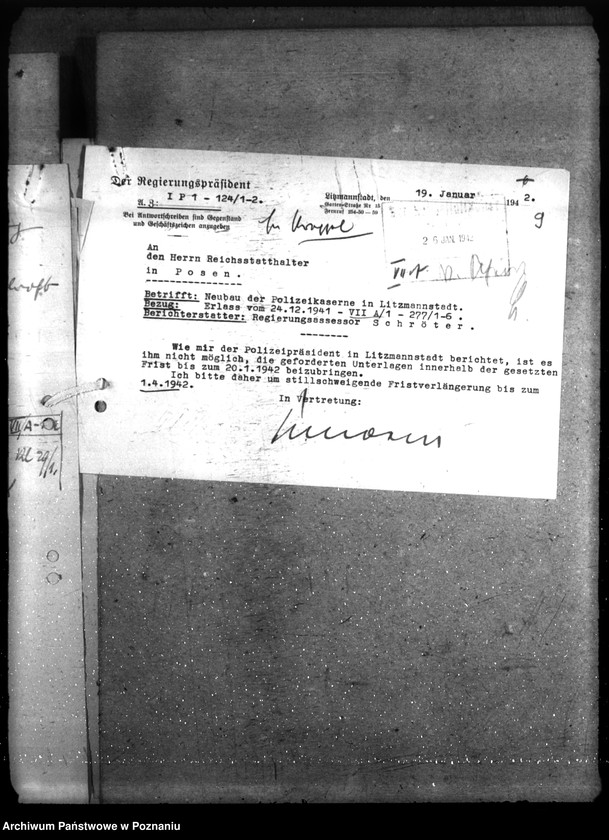 Der Regierungspräsident
I P 1 - 124/1-2.
A. Z.:
Bei Antwortschreiben sind Gegenstand
und Geschäftszeichen anzugeben
Litzmannstadt, den 19. Januar 1942.
9
26 JAN 1942
An
den Herrn Reichsstatthalter
in Posen.
Betrifft: Neubau der Polizeikaserne in Litzmannstadt.
Bezug: Erlass vom 24.12.1941 - VII A/1 - 277/1-6.
Berichterstatter: Regierungsassessor Schröter.
Wie mir der Polizeipräsident in Litzmannstadt berichtet, ist es
ihm nicht möglich, die geforderten Unterlagen innerhalb der gesetzten
Frist bis zum 20.1.1942 beizubringen.
Ich bitte daher um stillschweigende Fristverlängerung bis zum
1.4.1942.
In Vertretung:
Archiwum Państwowe w Poznaniu